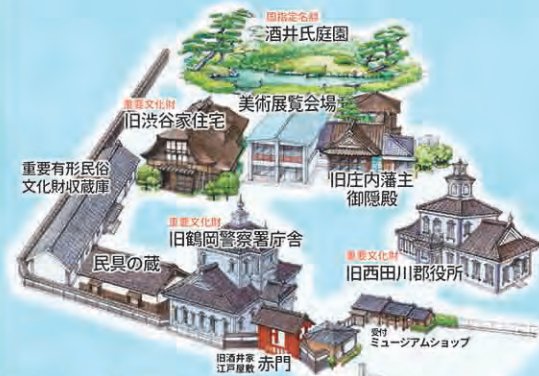 国指定名勝
酒井氏庭園
重要文化財
旧渋谷家住宅
美術展覧会場
重要有形民俗
文化財収蔵庫
旧庄内藩主
御隠殿
重要文化財
旧鶴岡警察署庁舎
民具の蔵
重要文化財
旧西田川郡役所
旧酒井家
江戸屋敷 赤門
受付
ミュージアムショップ